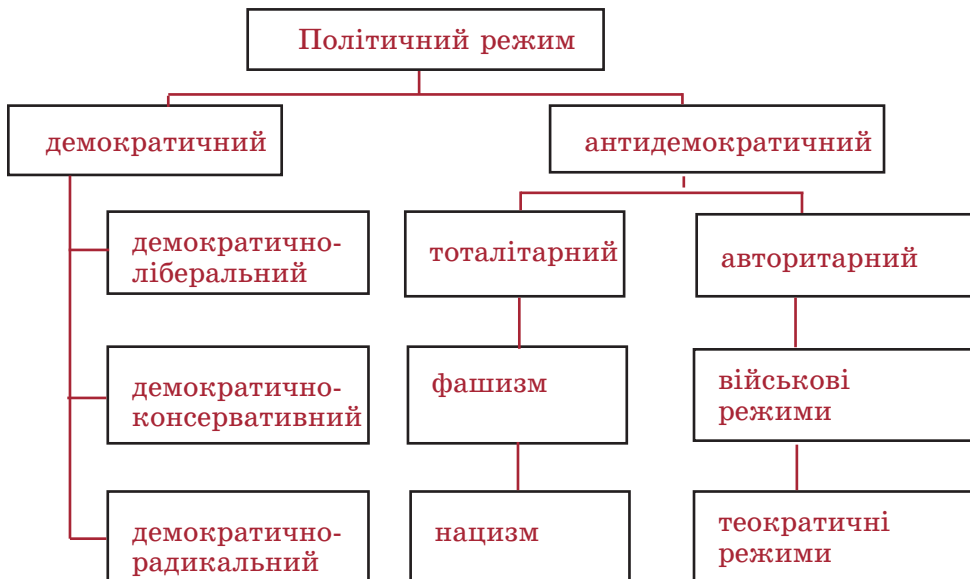 Політичний режим
демократичний
антидемократичний
демократично-
ліберальний
тоталітарний
авторитарний
демократично-
консервативний
фашизм
військові
режими
демократично-
радикальний
нацизм
теократичні
режими